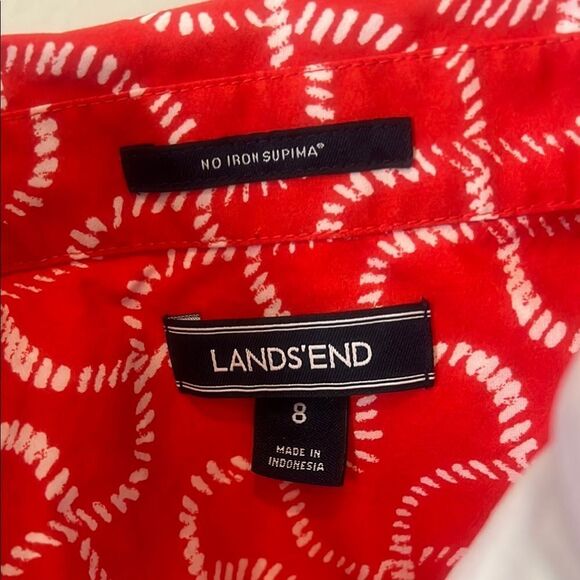 NO IRON SUPIMA®
LANDS'END
8
MADE IN
INDONESIA